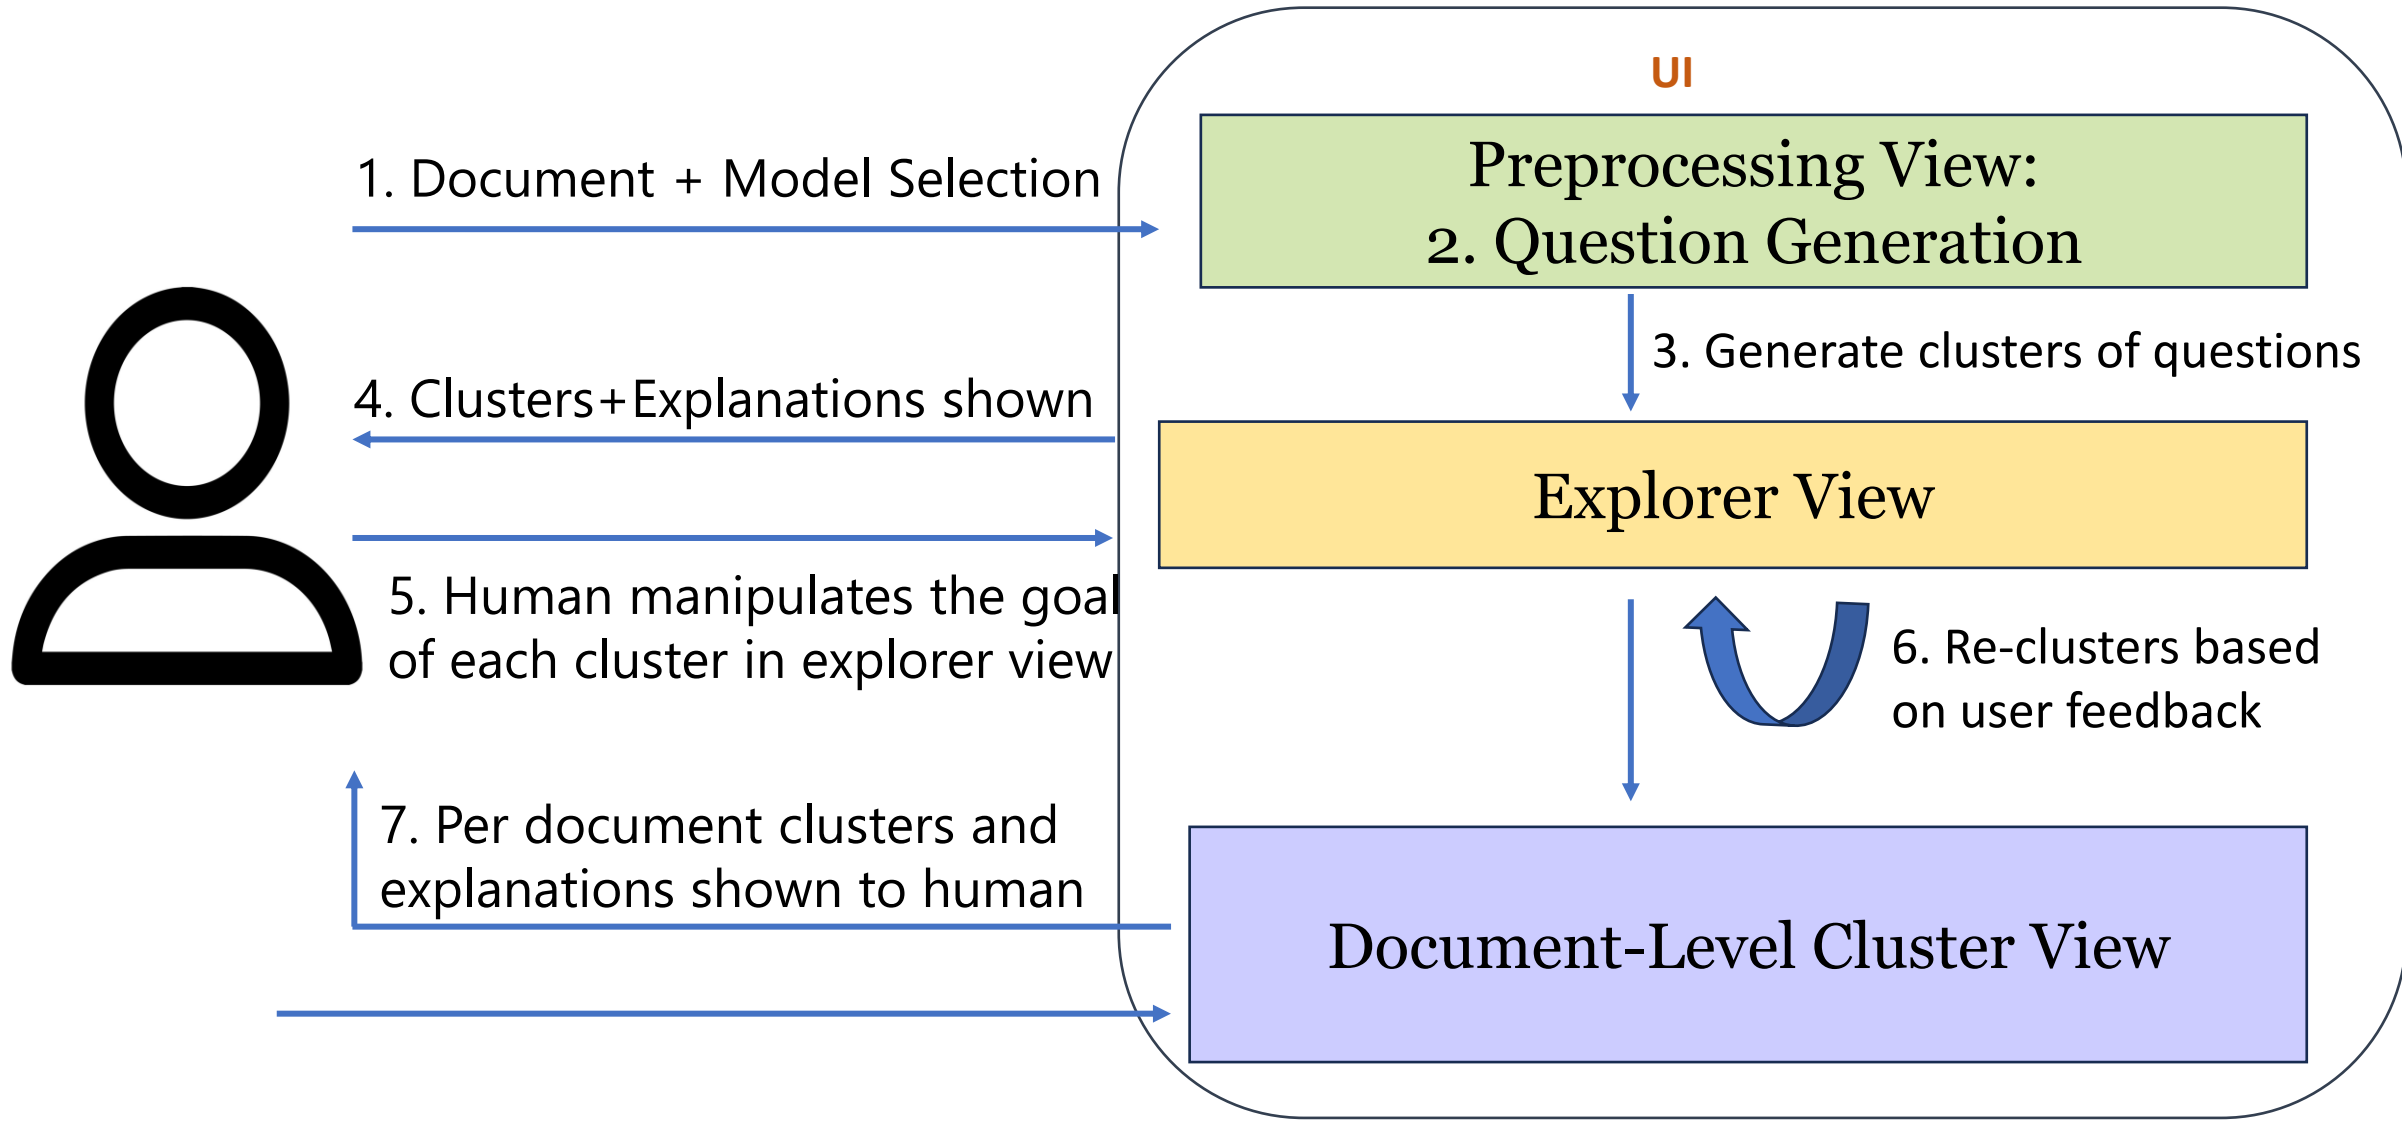 UI
1. Document + Model Selection
Preprocessing View:
2. Question Generation
3. Generate clusters of questions
4. Clusters+Explanations shown
Explorer View
5. Human manipulates the goal
of each cluster in explorer view
6. Re-clusters based
on user feedback
7. Per document clusters and
explanations shown to human
Document-Level Cluster View